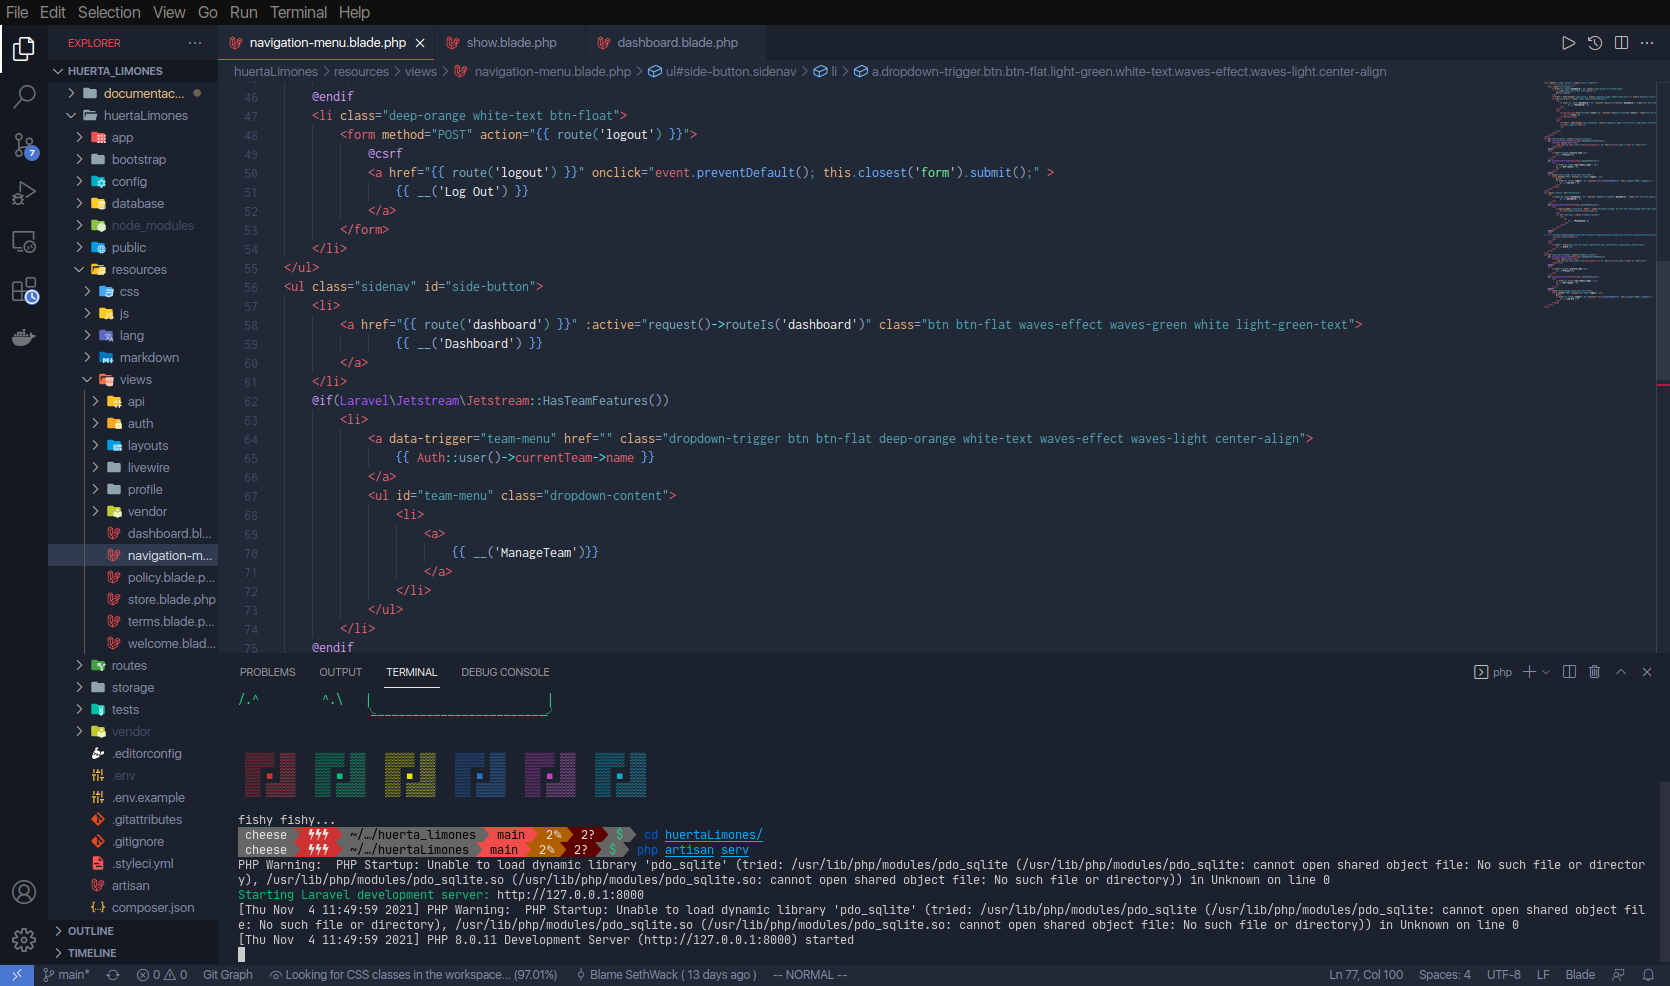 File Edit Selection View Go Run Terminal Help
EXPLORER ···
navigation-menu.blade.php
show.blade.php
dashboard.blade.php
HUERTA_LIMONES
documentac...
huertaLimones
app
bootstrap
config
database
node_modules
public
resources
css
js
lang
markdown
views
api
auth
layouts
livewire
profile
vendor
dashboard.bl...
navigation-m...
policy.blade.p...
store.blade.php
terms.blade.p...
welcome.blad...
routes
storage
tests
vendor
.editorconfig
.env
.env.example
.gitattributes
.gitignore
.styleci.yml
artisan
composer.json
OUTLINE
TIMELINE
7
huertaLimones > resources > views > navigation-menu.blade.php > ul#side-button.sidenav > li > a.dropdown-trigger.btn.btn-flat.light-green.white-text.waves-effect.waves-light.center-align
46 @endif
47 <li class="deep-orange white-text btn-float">
48 <form method="POST" action="{{ route('logout') }}">
49 @csrf
50 <a href="{{ route('logout') }}" onclick="event.preventDefault(); this.closest('form').submit();" >
51 {{ __('Log Out') }}
52 </a>
53 </form>
54 </li>
55 </ul>
56 <ul class="sidenav" id="side-button">
57 <li>
58 <a href="{{ route('dashboard') }}" :active="request()->routeIs('dashboard')" class="btn btn-flat waves-effect waves-green white light-green-text">
59 {{ __('Dashboard') }}
60 </a>
61 </li>
62 @if(Laravel\Jetstream\Jetstream::HasTeamFeatures())
63 <li>
64 <a data-trigger="team-menu" href="" class="dropdown-trigger btn btn-flat deep-orange white-text waves-effect waves-light center-align">
65 {{ Auth::user()->currentTeam->name }}
66 </a>
67 <ul id="team-menu" class="dropdown-content">
68 <li>
69 <a>
70 {{ __('ManageTeam')}}
71 </a>
72 </li>
73 </ul>
74 </li>
75 @endif
PROBLEMS OUTPUT TERMINAL DEBUG CONSOLE
php
/.^ ^.\ |_________________________|
fishy fishy...
cheese ~/…/huerta_limones main 2✎ 2? $ cd huertaLimones/
cheese ~/…/huertaLimones main 2✎ 2? $ php artisan serv
PHP Warning:  PHP Startup: Unable to load dynamic library 'pdo_sqlite' (tried: /usr/lib/php/modules/pdo_sqlite (/usr/lib/php/modules/pdo_sqlite: cannot open shared object file: No such file or director
y), /usr/lib/php/modules/pdo_sqlite.so (/usr/lib/php/modules/pdo_sqlite.so: cannot open shared object file: No such file or directory)) in Unknown on line 0
Starting Laravel development server: http://127.0.0.1:8000
[Thu Nov  4 11:49:59 2021] PHP Warning:  PHP Startup: Unable to load dynamic library 'pdo_sqlite' (tried: /usr/lib/php/modules/pdo_sqlite (/usr/lib/php/modules/pdo_sqlite: cannot open shared object fil
e: No such file or directory), /usr/lib/php/modules/pdo_sqlite.so (/usr/lib/php/modules/pdo_sqlite.so: cannot open shared object file: No such file or directory)) in Unknown on line 0
[Thu Nov  4 11:49:59 2021] PHP 8.0.11 Development Server (http://127.0.0.1:8000) started
main* 0 0 Git Graph Looking for CSS classes in the workspace... (97.01%) Blame SethWack ( 13 days ago ) -- NORMAL -- Ln 77, Col 100 Spaces: 4 UTF-8 LF Blade